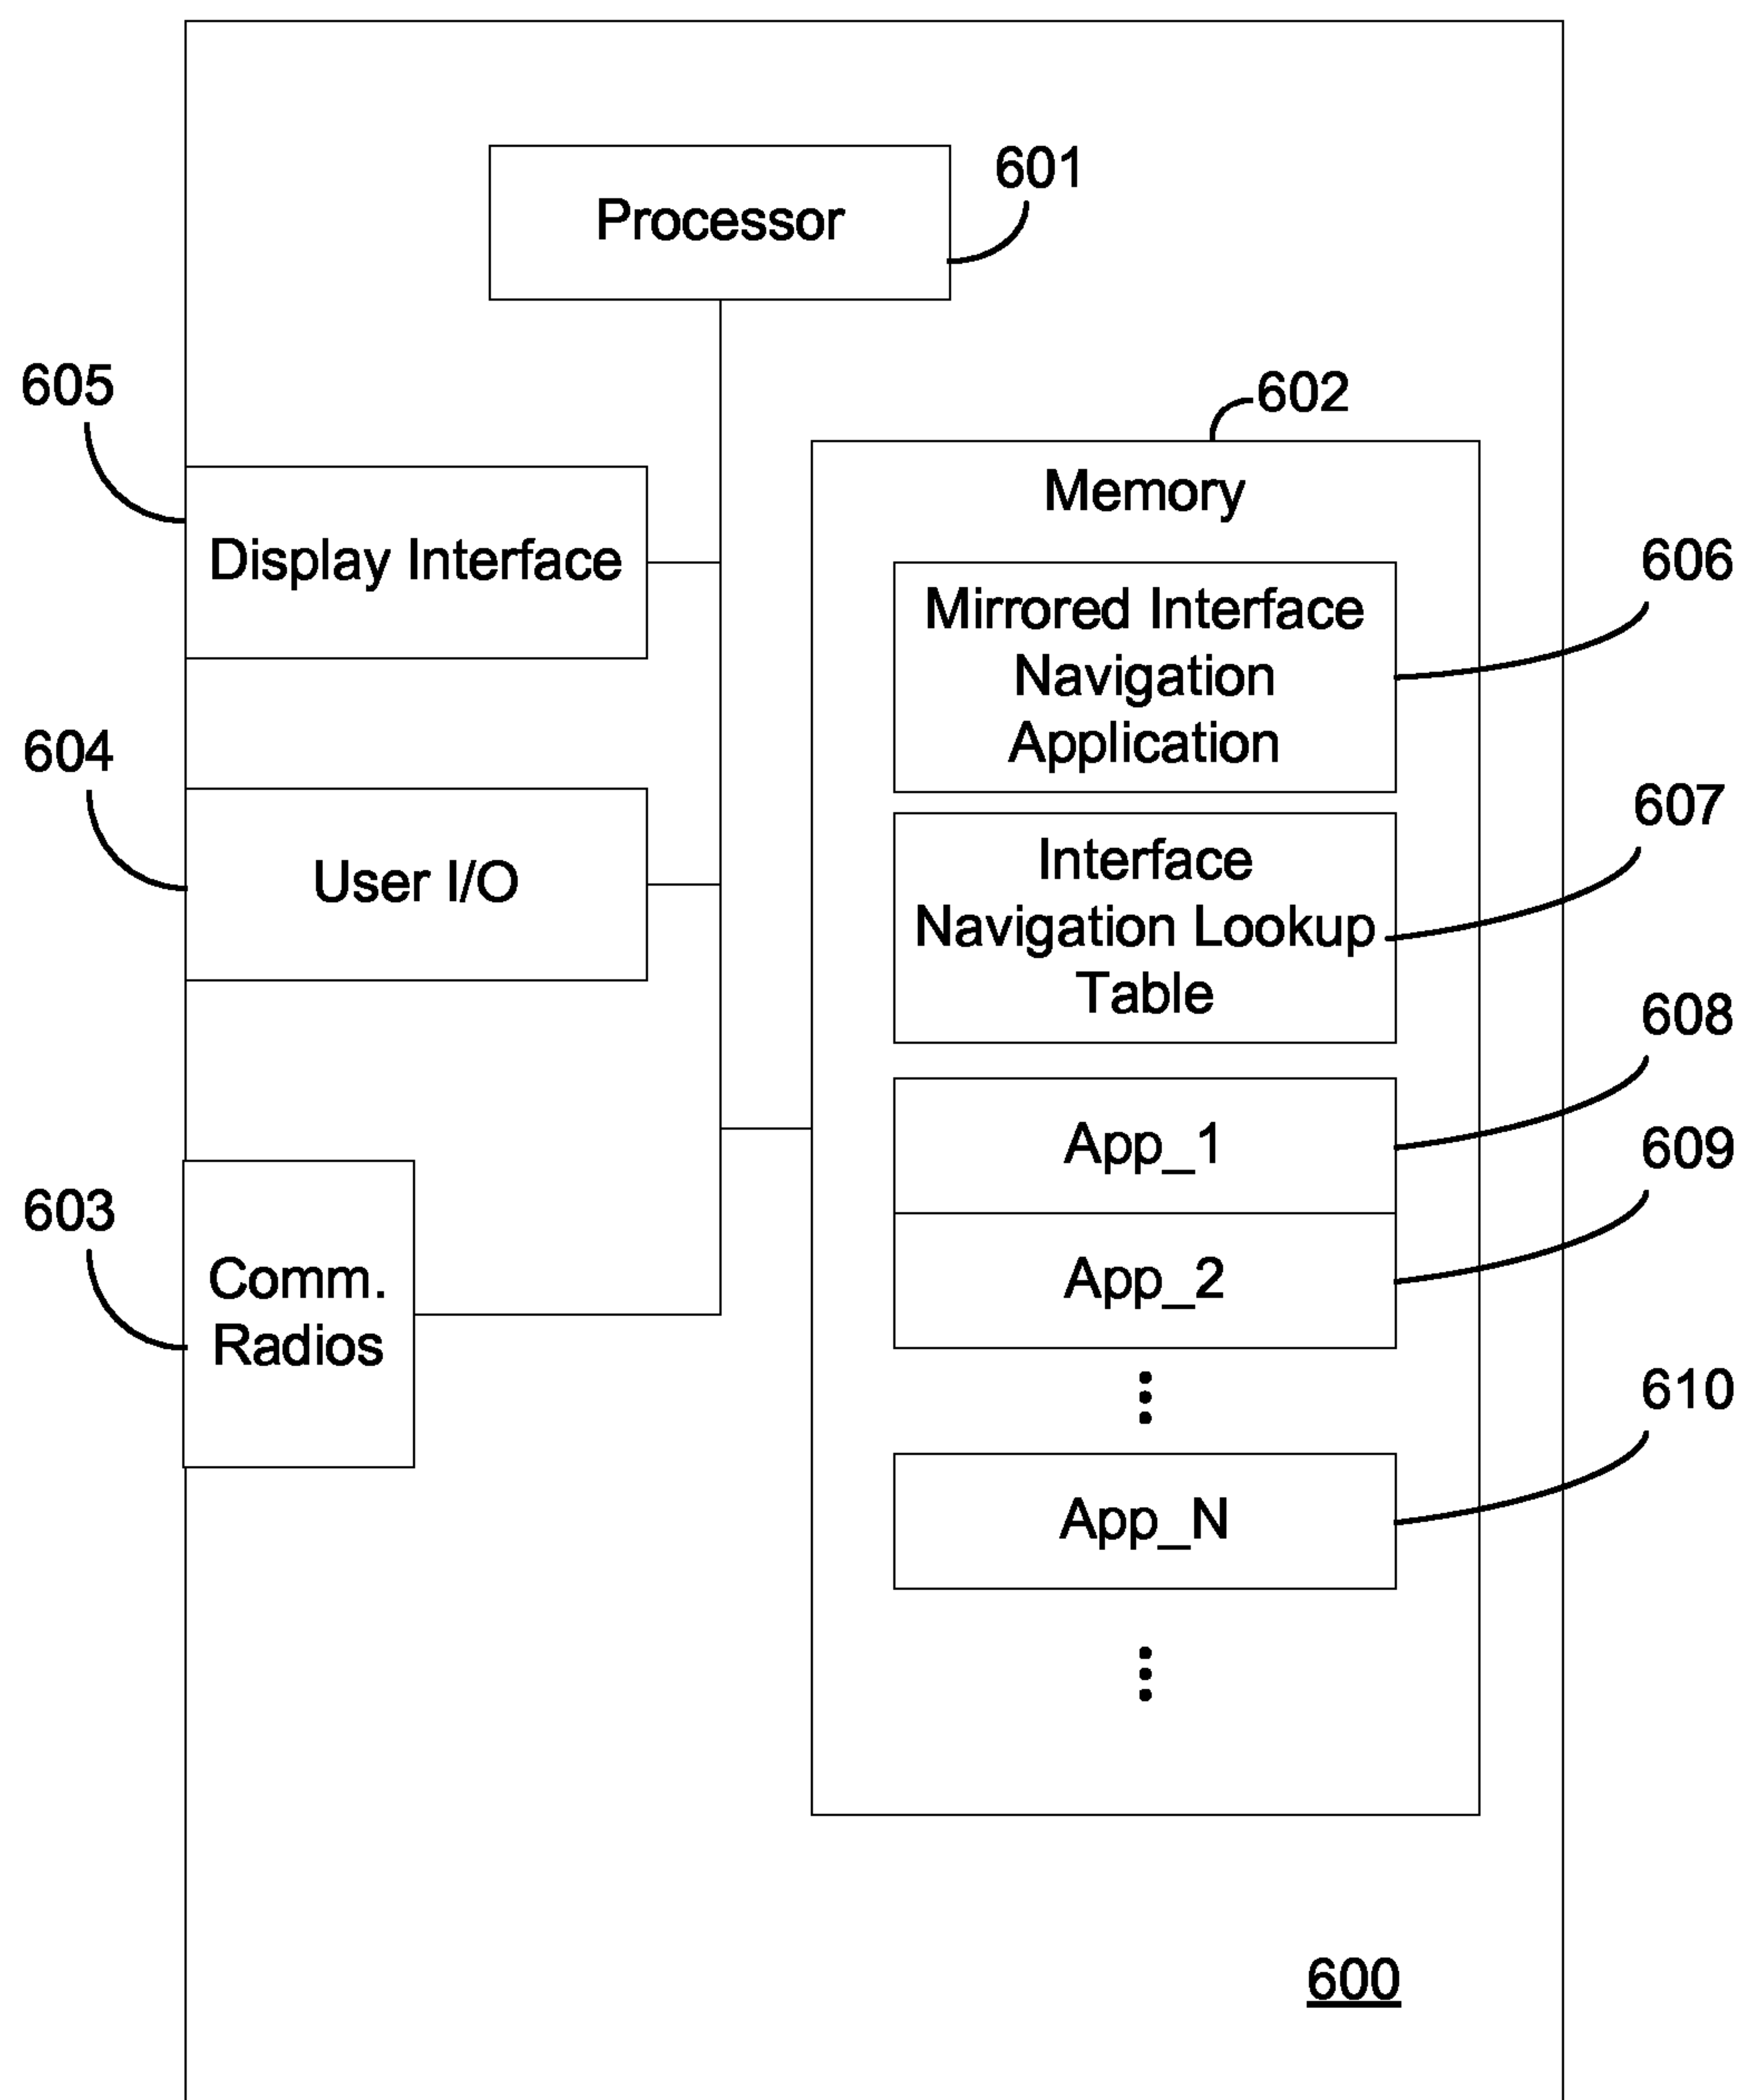 Processor
601
605
602
Display Interface
Memory
Mirrored Interface
Navigation
Application
606
604
User I/O
Interface
Navigation Lookup
Table
607
608
App_1
609
App_2
603
Comm.
Radios
610
App_N
600